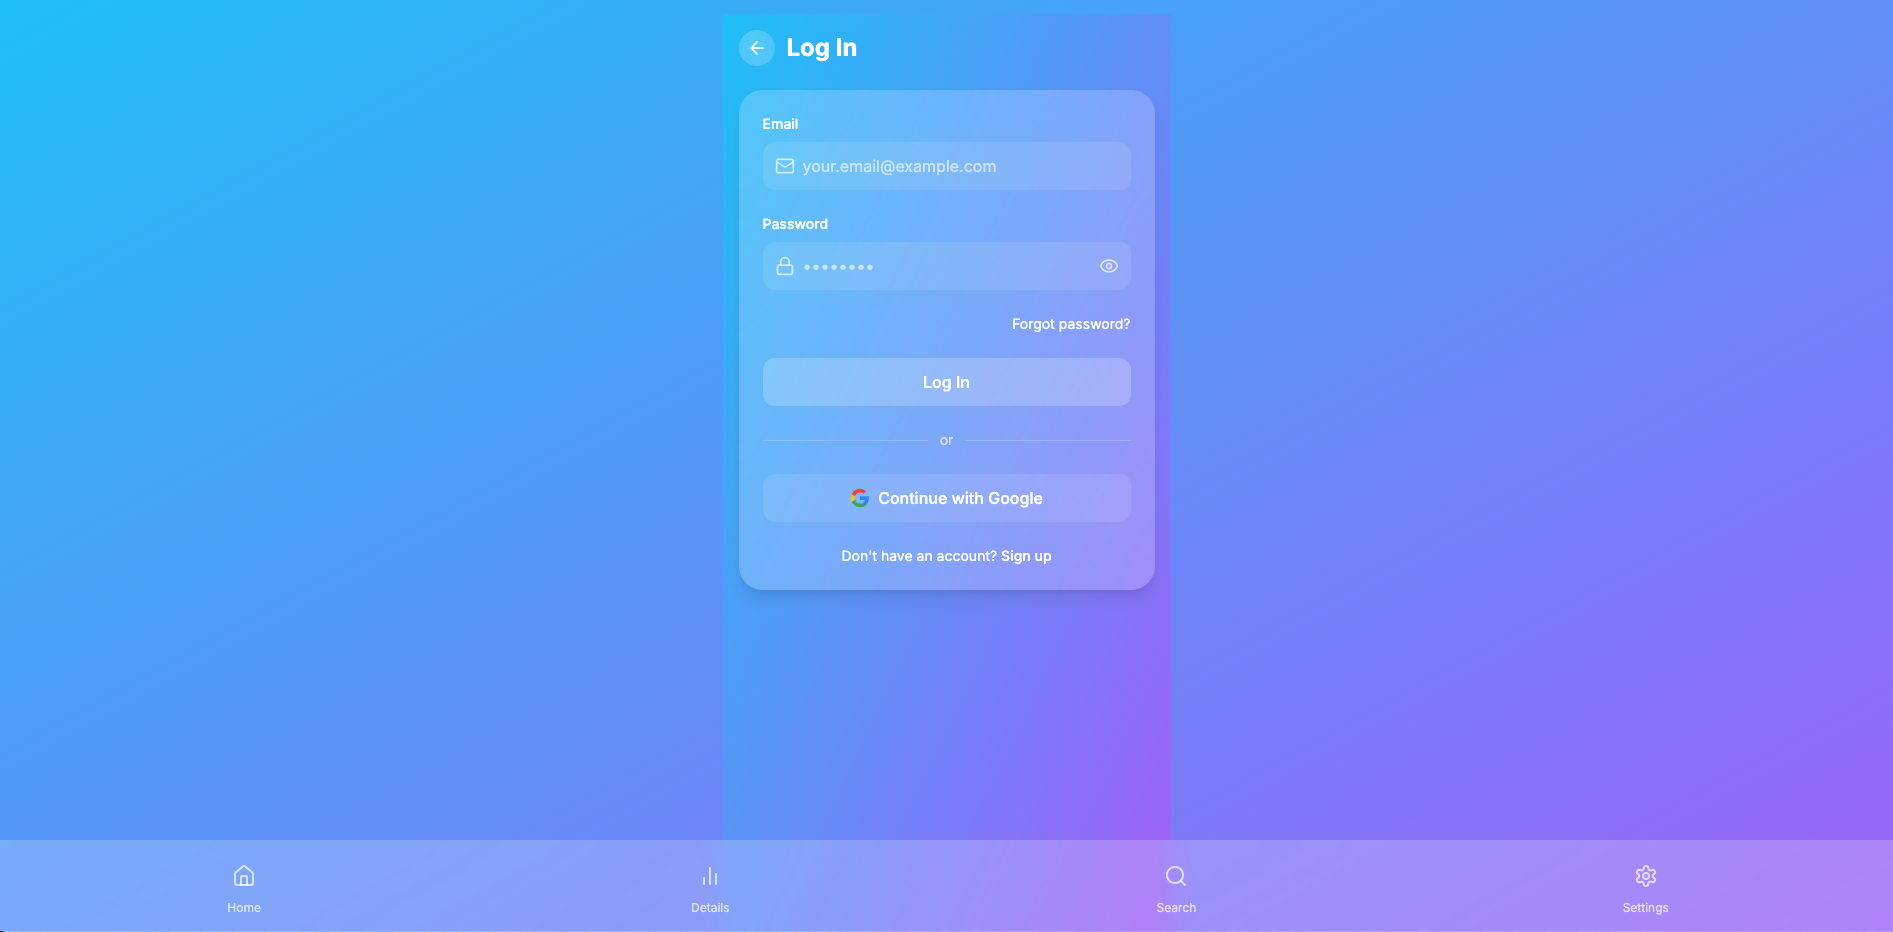 Log In
Email
your.email@example.com
Password
••••••••
Forgot password?
Log In
or
Continue with Google
Don't have an account? Sign up
Home
Details
Search
Settings